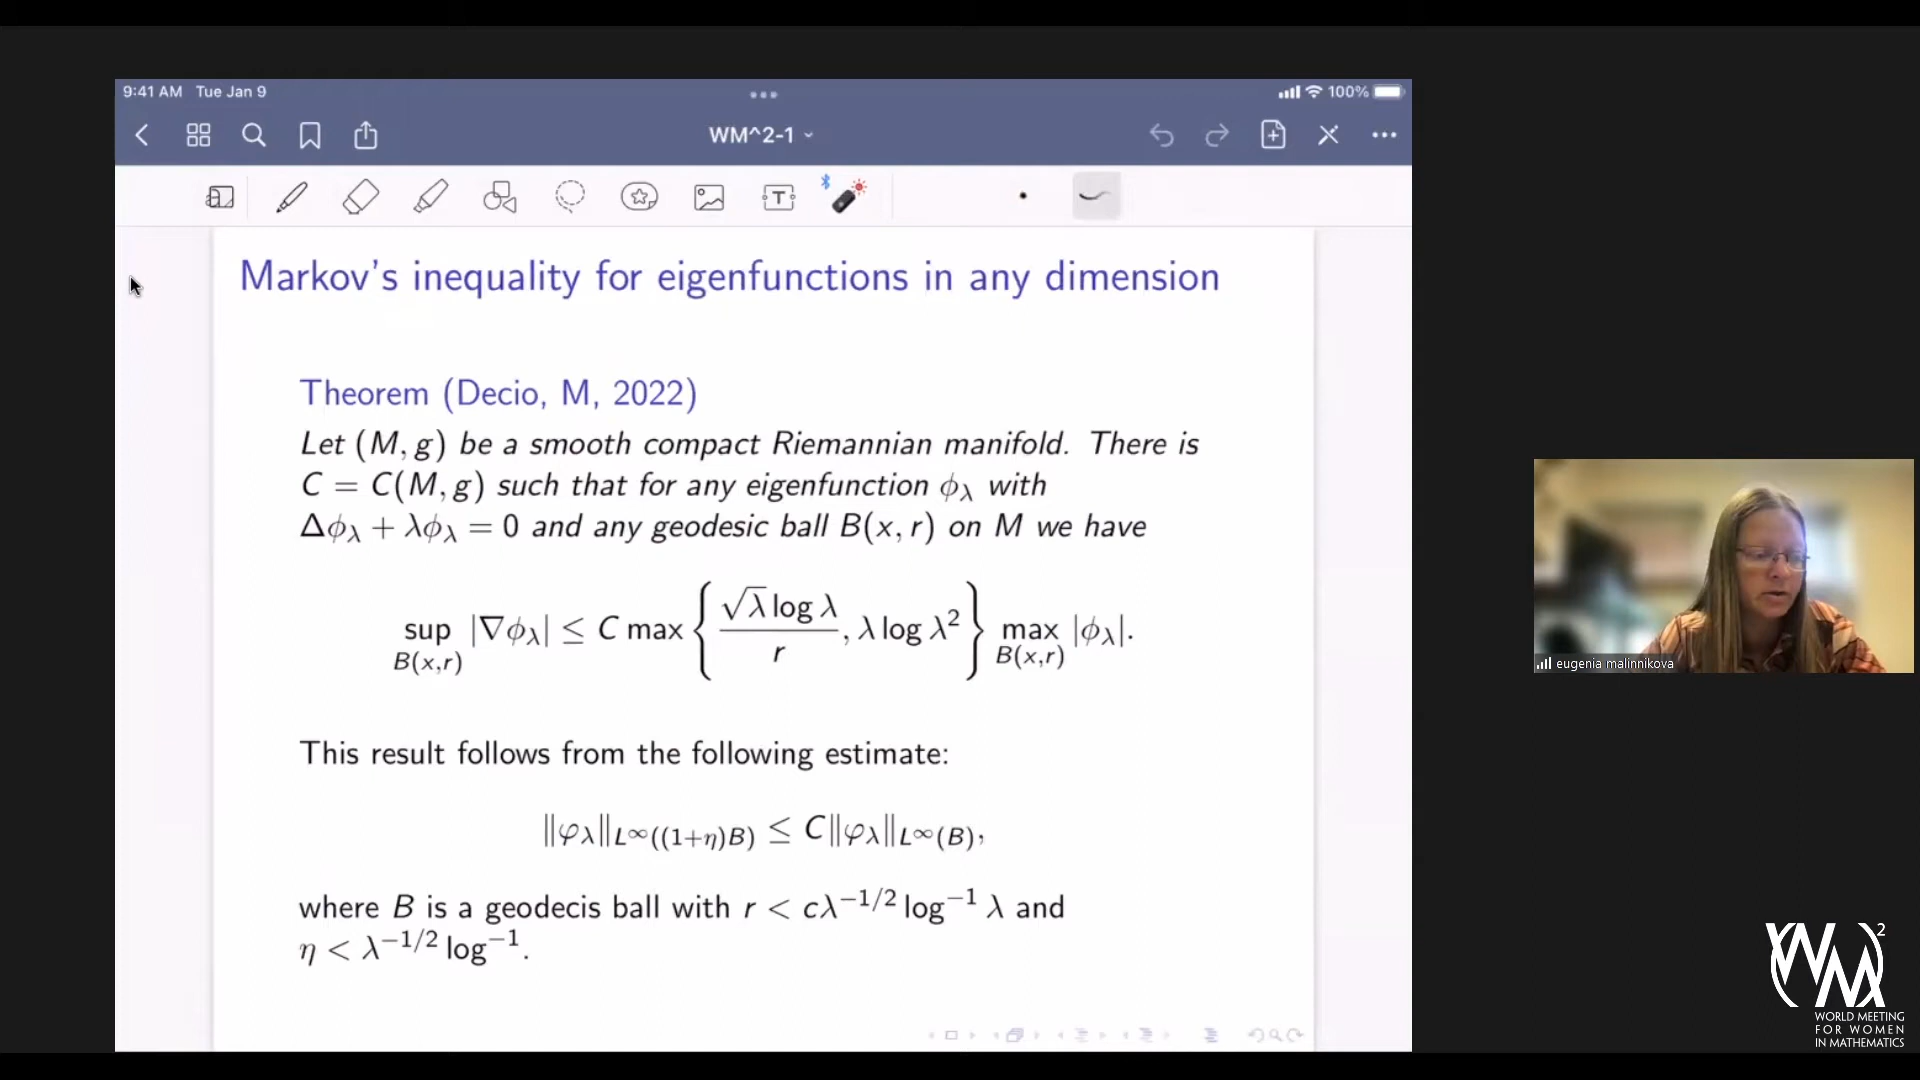 9:41 AM Tue Jan 9
100%
WM^2-1
T
Markov's inequality for eigenfunctions in any dimension
Theorem (Decio, M, 2022)
Let (M, g) be a smooth compact Riemannian manifold. There is
C = C(M, g) such that for any eigenfunction ϕ_λ with
Δϕ_λ + λϕ_λ = 0 and any geodesic ball B(x, r) on M we have
sup_{B(x,r)} |∇ϕ_λ| ≤ C max { √λ log λ / r , λ log λ² } max_{B(x,r)} |ϕ_λ|.
This result follows from the following estimate:
‖φ_λ‖_{L^∞((1+η)B)} ≤ C‖φ_λ‖_{L^∞(B)},
where B is a geodecis ball with r < cλ^{−1/2} log^{−1} λ and
η < λ^{−1/2} log^{−1}.
eugenia malinnikova
WM²
WORLD MEETING
FOR WOMEN
IN MATHEMATICS